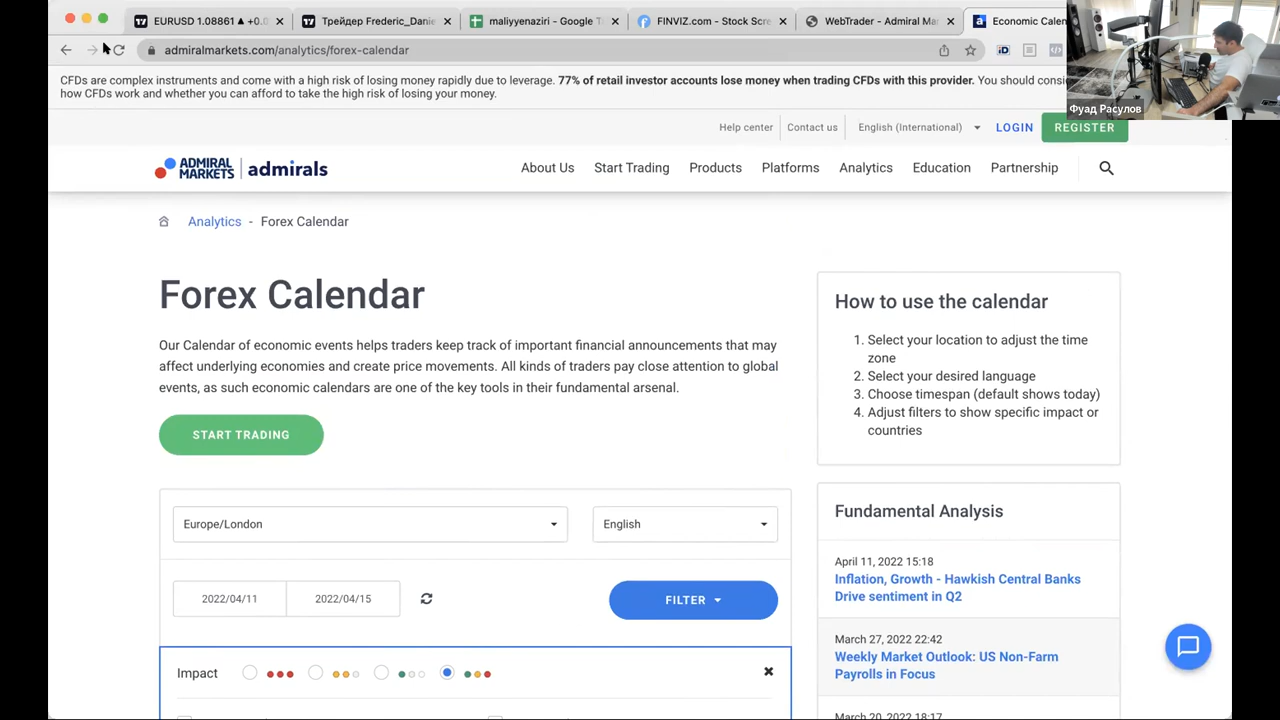 EURUSD 1.08861 ▲ +0.0
Трейдер Frederic_Danie
maliyyenaziri - Google T
FINVIZ.com - Stock Scre
WebTrader - Admiral Ma
Economic Calen
admiralmarkets.com/analytics/forex-calendar
CFDs are complex instruments and come with a high risk of losing money rapidly due to leverage. 77% of retail investor accounts lose money when trading CFDs with this provider. You should consi
how CFDs work and whether you can afford to take the high risk of losing your money.
Фуад Расулов
Help center
Contact us
English (International)
LOGIN
REGISTER
ADMIRAL
MARKETS
admirals
About Us
Start Trading
Products
Platforms
Analytics
Education
Partnership
Analytics - Forex Calendar
Forex Calendar
Our Calendar of economic events helps traders keep track of important financial announcements that may
affect underlying economies and create price movements. All kinds of traders pay close attention to global
events, as such economic calendars are one of the key tools in their fundamental arsenal.
START TRADING
Europe/London
English
2022/04/11
2022/04/15
FILTER
Impact
How to use the calendar
1. Select your location to adjust the time
zone
2. Select your desired language
3. Choose timespan (default shows today)
4. Adjust filters to show specific impact or
countries
Fundamental Analysis
April 11, 2022 15:18
Inflation, Growth - Hawkish Central Banks
Drive sentiment in Q2
March 27, 2022 22:42
Weekly Market Outlook: US Non-Farm
Payrolls in Focus
March 20, 2022 18:17